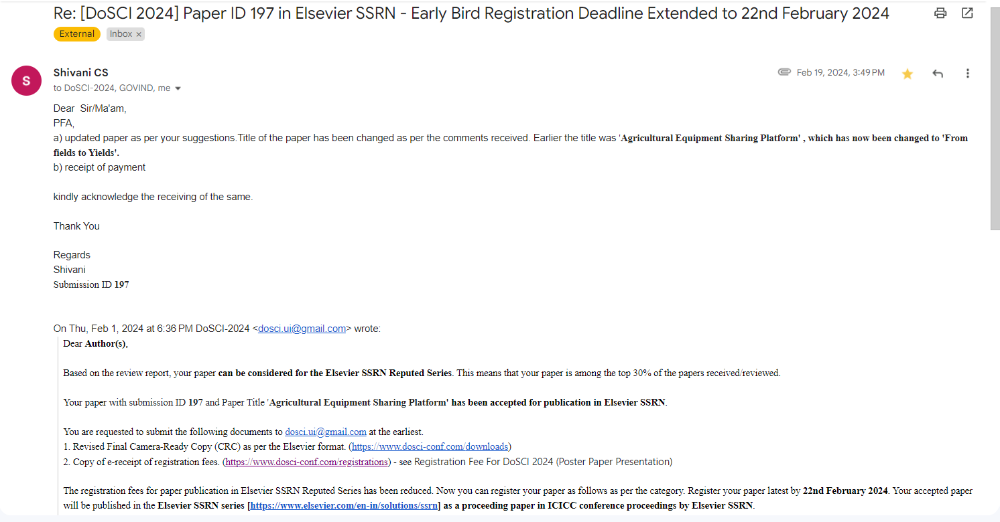 Re: [DoSCI 2024] Paper ID 197 in Elsevier SSRN - Early Bird Registration Deadline Extended to 22nd February 2024
External
Inbox ×
S
Shivani CS
Feb 19, 2024, 3:49 PM
to DoSCI-2024, GOVIND, me
Dear  Sir/Ma'am,
PFA,
a) updated paper as per your suggestions.Title of the paper has been changed as per the comments received. Earlier the title was 'Agricultural Equipment Sharing Platform' , which has now been changed to 'From
fields to Yields'.
b) receipt of payment
kindly acknowledge the receiving of the same.
Thank You
Regards
Shivani
Submission ID 197
On Thu, Feb 1, 2024 at 6:36 PM DoSCI-2024 <dosci.ui@gmail.com> wrote:
Dear Author(s),
Based on the review report, your paper can be considered for the Elsevier SSRN Reputed Series. This means that your paper is among the top 30% of the papers received/reviewed.
Your paper with submission ID 197 and Paper Title 'Agricultural Equipment Sharing Platform' has been accepted for publication in Elsevier SSRN.
You are requested to submit the following documents to dosci.ui@gmail.com at the earliest.
1. Revised Final Camera-Ready Copy (CRC) as per the Elsevier format. (https://www.dosci-conf.com/downloads)
2. Copy of e-receipt of registration fees. (https://www.dosci-conf.com/registrations) - see Registration Fee For DoSCI 2024 (Poster Paper Presentation)
The registration fees for paper publication in Elsevier SSRN Reputed Series has been reduced. Now you can register your paper as follows as per the category. Register your paper latest by 22nd February 2024. Your accepted paper
will be published in the Elsevier SSRN series [https://www.elsevier.com/en-in/solutions/ssrn] as a proceeding paper in ICICC conference proceedings by Elsevier SSRN.